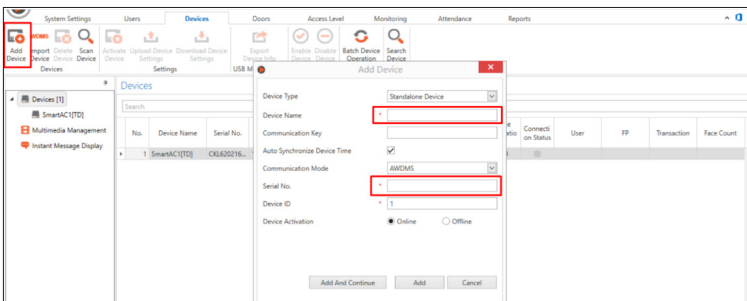 System Settings Users Devices Doors Access Level Monitoring Attendance Reports
WDMS
Add Device Import Device Delete Device Scan Device Activate Device Upload Device Settings Download Device Settings Export Device Info Enable Device Disable Device Batch Device Operation Search Device
Devices Settings USB M
Add Device
Devices
Devices [1]
SmartAC1[TD]
Multimedia Management
Instant Message Display
Search
No. Device Name Serial No. Connecti on Status User FP Transaction Face Count
1 SmartAC1[TD] CKL620216...
Device Type Standalone Device
Device Name *
Communication Key
Auto Synchronize Device Time
Communication Mode AWDMS
Serial No. *
Device ID * 1
Device Activation Online Offline
Add And Continue Add Cancel